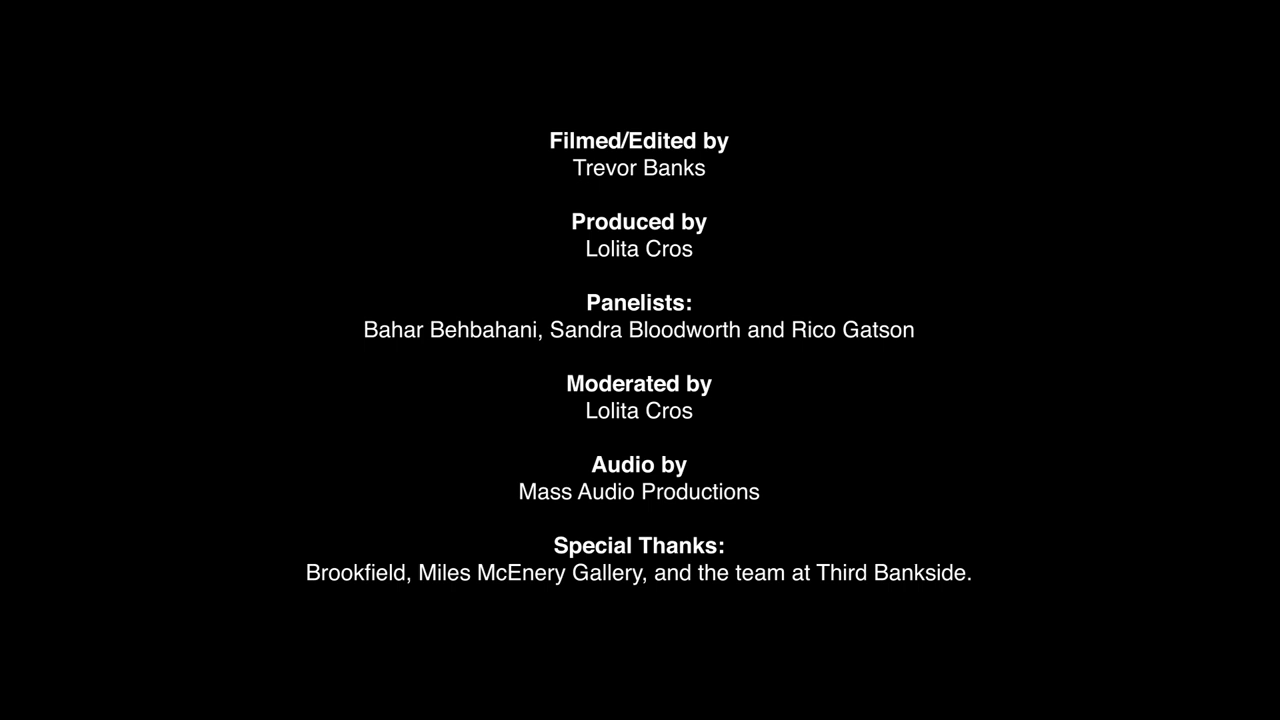 Filmed/Edited by
Trevor Banks
Produced by
Lolita Cros
Panelists:
Bahar Behbahani, Sandra Bloodworth and Rico Gatson
Moderated by
Lolita Cros
Audio by
Mass Audio Productions
Special Thanks:
Brookfield, Miles McEnery Gallery, and the team at Third Bankside.